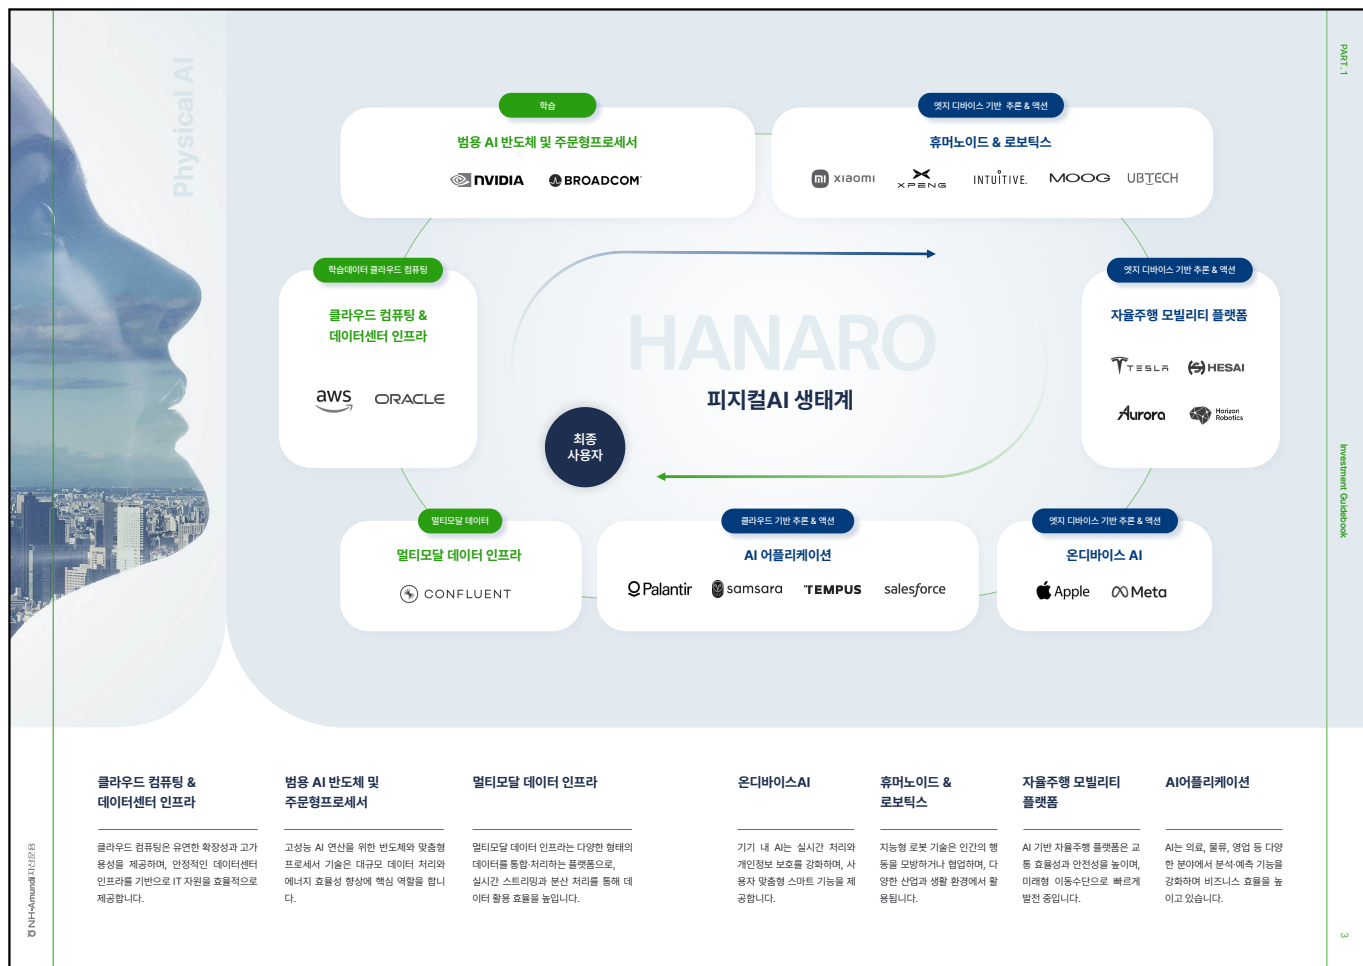 Physical AI
PART. 1
학습
범용 AI 반도체 및 주문형프로세서
NVIDIA
BROADCOM
엣지 디바이스 기반 추론 & 액션
휴머노이드 & 로보틱스
xiaomi
XPENG
INTUITIVE
MOOG
UBTECH
학습데이터 클라우드 컴퓨팅
클라우드 컴퓨팅 &
데이터센터 인프라
aws
ORACLE
HANARO
피지컬AI 생태계
최종
사용자
엣지 디바이스 기반 추론 & 액션
자율주행 모빌리티 플랫폼
TESLA
HESAI
Aurora
Horizon
Robotics
멀티모달 데이터
멀티모달 데이터 인프라
CONFLUENT
클라우드 기반 추론 & 액션
AI 어플리케이션
Palantir
samsara
TEMPUS
salesforce
엣지 디바이스 기반 추론 & 액션
온디바이스 AI
Apple
Meta
Investment Guidebook
클라우드 컴퓨팅 &
데이터센터 인프라
클라우드 컴퓨팅은 유연한 확장성과 고가
용성을 제공하며, 안정적인 데이터센터
인프라를 기반으로 IT 자원을 효율적으로
제공합니다.
범용 AI 반도체 및
주문형프로세서
고성능 AI 연산을 위한 반도체와 맞춤형
프로세서 기술은 대규모 데이터 처리와
에너지 효율성 향상에 핵심 역할을 합니
다.
멀티모달 데이터 인프라
멀티모달 데이터 인프라는 다양한 형태의
데이터를 통합·처리하는 플랫폼으로,
실시간 스트리밍과 분산 처리를 통해 데
이터 활용 효율을 높입니다.
온디바이스AI
기기 내 AI는 실시간 처리와
개인정보 보호를 강화하며, 사
용자 맞춤형 스마트 기능을 제
공합니다.
휴머노이드 &
로보틱스
지능형 로봇 기술은 인간의 행
동을 모방하거나 협업하며, 다
양한 산업과 생활 환경에서 활
용됩니다.
자율주행 모빌리티
플랫폼
AI 기반 자율주행 플랫폼은 교
통 효율성과 안전성을 높이며,
미래형 이동수단으로 빠르게
발전 중입니다.
AI어플리케이션
AI는 의료, 물류, 영업 등 다양
한 분야에서 분석·예측 기능을
강화하며 비즈니스 효율을 높
이고 있습니다.
NH-Amundi자산운용
3